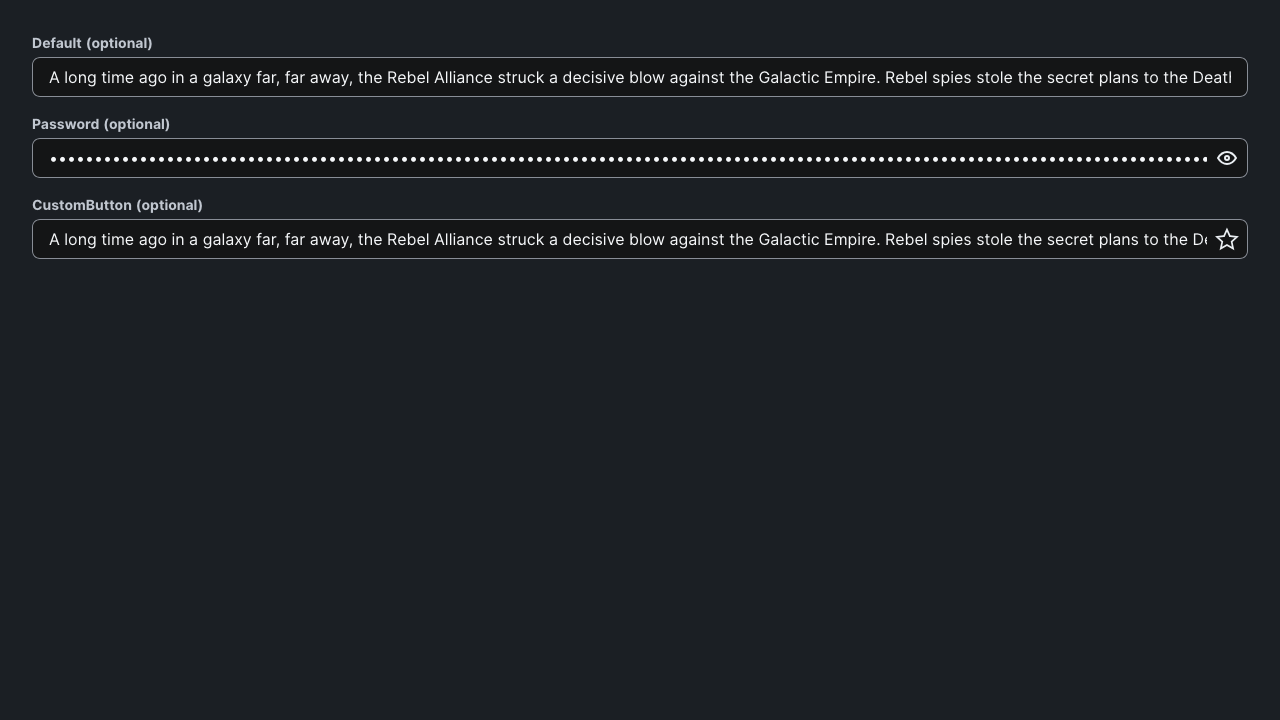 Default (optional)
A long time ago in a galaxy far, far away, the Rebel Alliance struck a decisive blow against the Galactic Empire. Rebel spies stole the secret plans to the
Password (optional)
CustomButton (optional)
A long time ago in a galaxy far, far away, the Rebel Alliance struck a decisive blow against the Galactic Empire. Rebel spies stole the secret plans to the